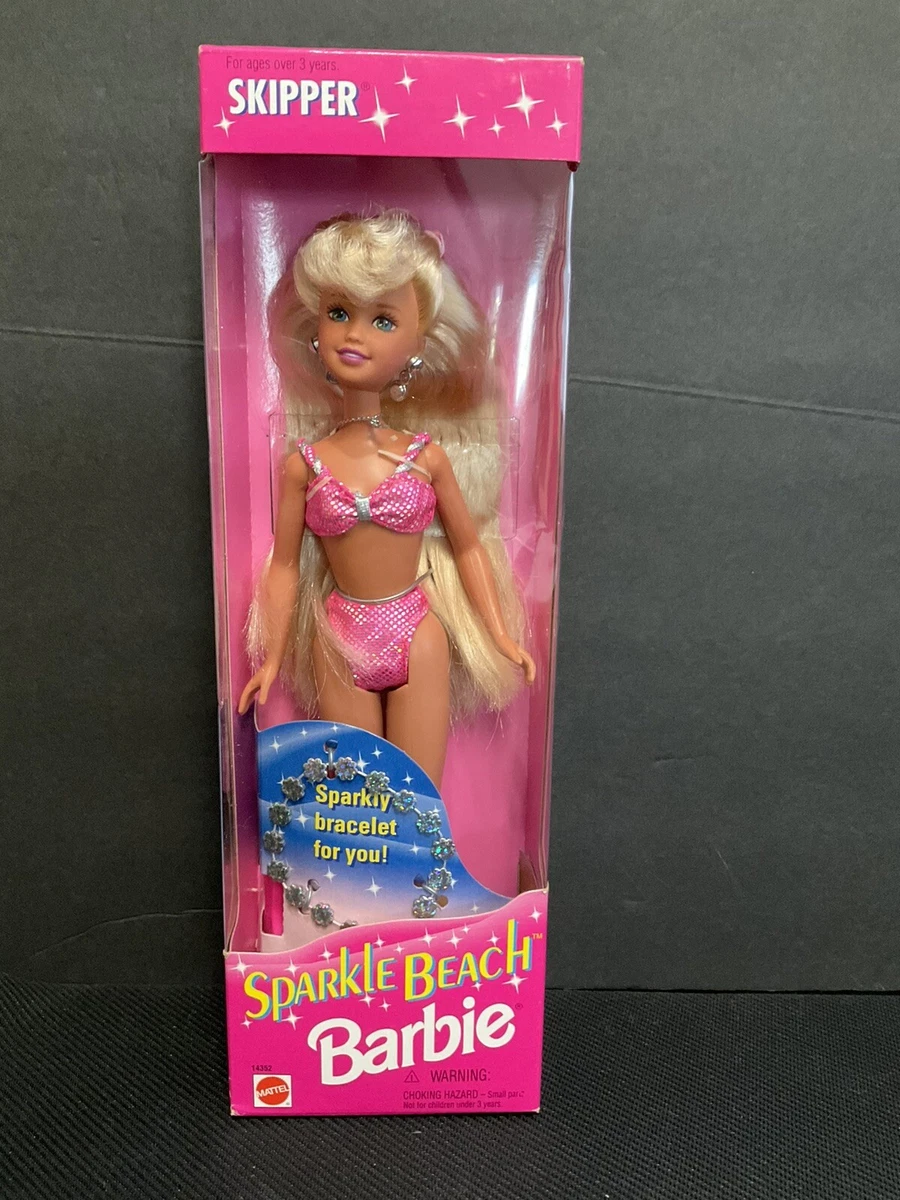 For ages over 3 years.
SKIPPER®
Sparkly
bracelet
for you!
SPARKLE BEACH™
Barbie®
14352
MATTEL
⚠ WARNING:
CHOKING HAZARD – Small parts
Not for children under 3 years